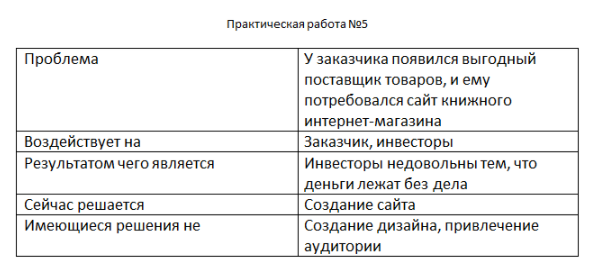 Практическая работа №5
Проблема
У заказчика появился выгодный
поставщик товаров, и ему
потребовался сайт книжного
интернет-магазина
Воздействует на
Заказчик, инвесторы
Результатом чего является
Инвесторы недовольны тем, что
деньги лежат без дела
Сейчас решается
Создание сайта
Имеющиеся решения не
Создание дизайна, привлечение
аудитории